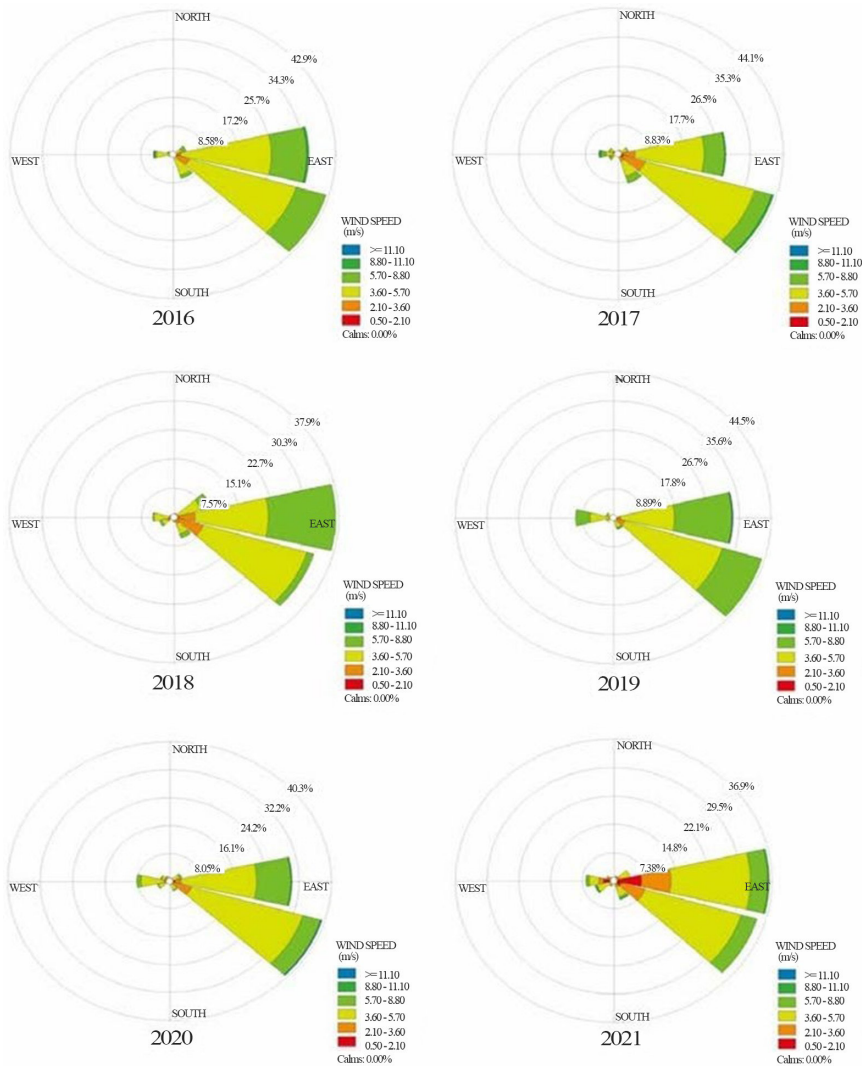 NORTH
42.9%
34.3%
25.7%
17.2%
8.58%
WEST
EAST
SOUTH
WIND SPEED
(m/s)
>= 11.10
8.80 - 11.10
5.70 - 8.80
3.60 - 5.70
2.10 - 3.60
0.50 - 2.10
Calms: 0.00%
2016
NORTH
44.1%
35.3%
26.5%
17.7%
8.83%
WEST
EAST
SOUTH
WIND SPEED
(m/s)
>= 11.10
8.80 - 11.10
5.70 - 8.80
3.60 - 5.70
2.10 - 3.60
0.50 - 2.10
Calms: 0.00%
2017
NORTH
37.9%
30.3%
22.7%
15.1%
7.57%
WEST
EAST
SOUTH
WIND SPEED
(m/s)
>= 11.10
8.80 - 11.10
5.70 - 8.80
3.60 - 5.70
2.10 - 3.60
0.50 - 2.10
Calms: 0.00%
2018
NORTH
44.5%
35.6%
26.7%
17.8%
8.89%
WEST
EAST
SOUTH
WIND SPEED
(m/s)
>= 11.10
8.80 - 11.10
5.70 - 8.80
3.60 - 5.70
2.10 - 3.60
0.50 - 2.10
Calms: 0.00%
2019
NORTH
40.3%
32.2%
24.2%
16.1%
8.05%
WEST
EAST
SOUTH
WIND SPEED
(m/s)
>= 11.10
8.80 - 11.10
5.70 - 8.80
3.60 - 5.70
2.10 - 3.60
0.50 - 2.10
Calms: 0.00%
2020
NORTH
36.9%
29.5%
22.1%
14.8%
7.38%
WEST
EAST
SOUTH
WIND SPEED
(m/s)
>= 11.10
8.80 - 11.10
5.70 - 8.80
3.60 - 5.70
2.10 - 3.60
0.50 - 2.10
Calms: 0.00%
2021